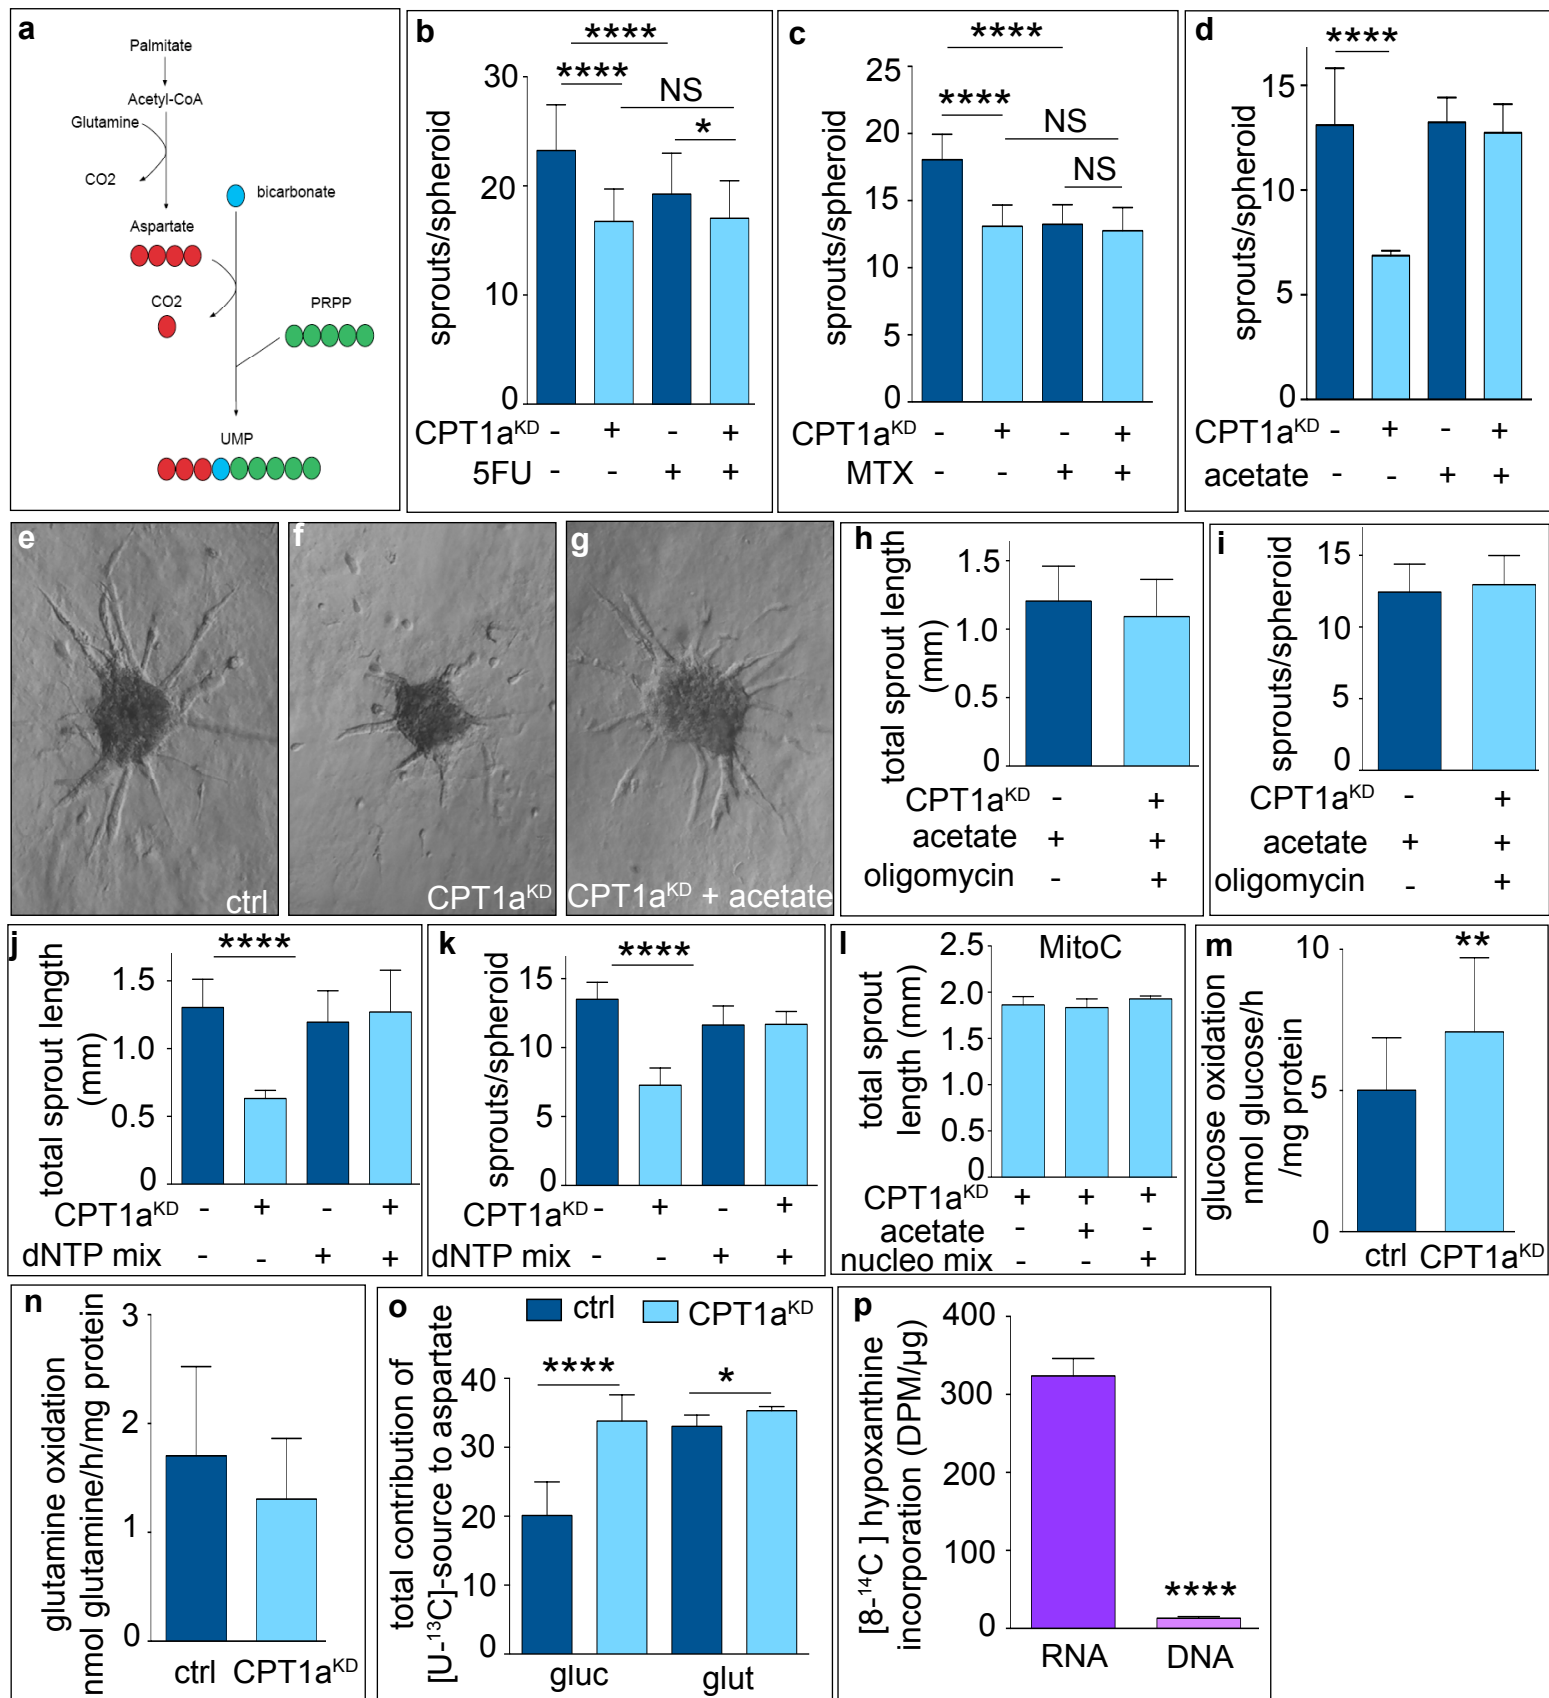 a
Palmitate
Acetyl-CoA
Glutamine
CO2
bicarbonate
Aspartate
CO2
PRPP
UMP
b
sprouts/spheroid
30
20
10
0
****
****
NS
*
CPT1aKD - + - +
5FU - - + +
c
sprouts/spheroid
25
20
15
10
5
0
****
****
NS
NS
CPT1aKD - + - +
MTX - - + +
d
sprouts/spheroid
15
10
5
0
****
CPT1aKD - + - +
acetate - - + +
e
ctrl
f
CPT1aKD
g
CPT1aKD + acetate
h
total sprout length
(mm)
1.5
1.0
0.5
0
CPT1aKD - +
acetate + +
oligomycin - +
i
sprouts/spheroid
15
10
5
0
CPT1aKD - +
acetate + +
oligomycin - +
j
total sprout length
(mm)
1.5
1.0
0.5
0
****
CPT1aKD - + - +
dNTP mix - - + +
k
sprouts/spheroid
15
10
5
0
****
CPT1aKD - + - +
dNTP mix - - + +
l
MitoC
total sprout
length (mm)
2.5
2.0
1.5
1.0
0.5
0
CPT1aKD + + +
acetate - + -
nucleo mix - - +
m
glucose oxidation
nmol glucose/h
/mg protein
10
5
0
**
ctrl CPT1aKD
n
glutamine oxidation
nmol glutamine/h/mg protein
3
2
1
0
ctrl CPT1aKD
o
ctrl CPT1aKD
total contribution of
[U-13C]-source to aspartate
40
30
20
10
0
****
*
gluc glut
p
[8-14C ] hypoxanthine
incorporation (DPM/µg)
400
300
200
100
0
****
RNA DNA